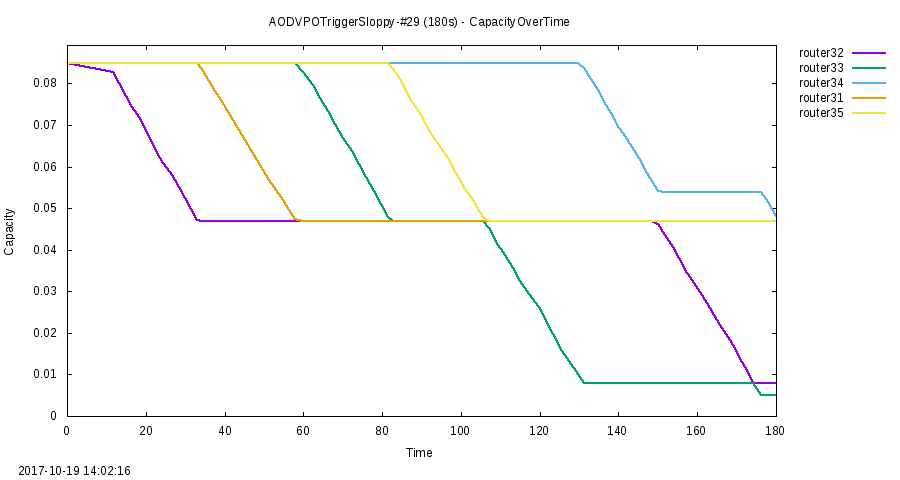 AODVPOTriggerSloppy-#29 (180s) - CapacityOverTime
router32
router33
router34
router31
router35
0.08
0.07
0.06
0.05
0.04
0.03
0.02
0.01
0
Capacity
0 20 40 60 80 100 120 140 160 180
Time
2017-10-19 14:02:16